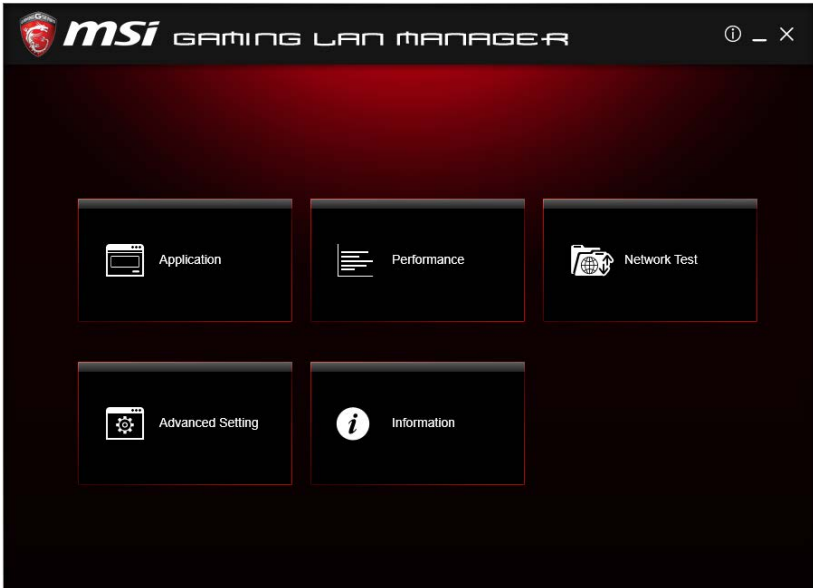 msi GAMING LAN MANAGER
Application
Performance
Network Test
Advanced Setting
Information